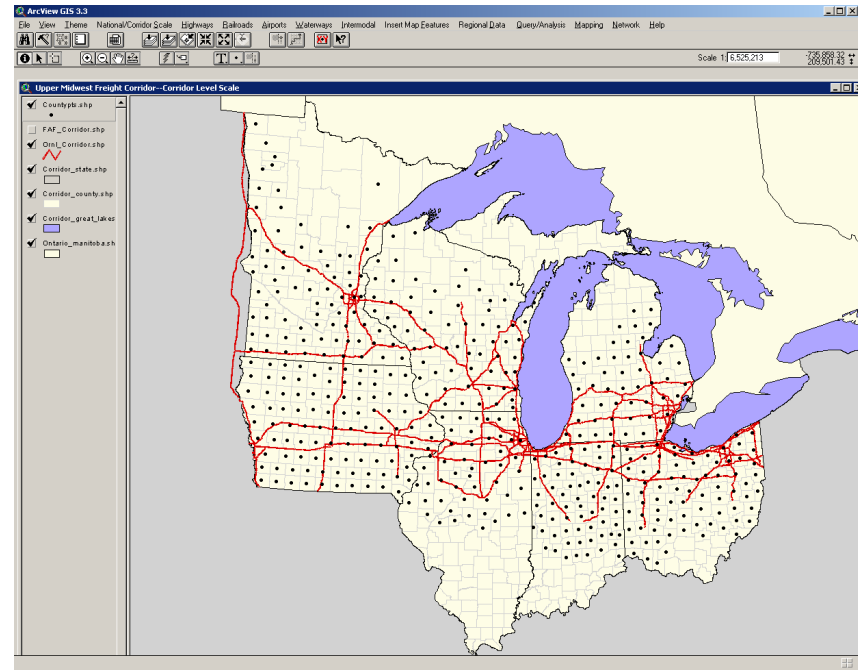 ArcView GIS 3.3
File View Theme National/Corridor Scale Highways Railroads Airports Waterways Intermodal Insert Map Features Regional Data Query/Analysis Mapping Network Help
Scale 1: 6,525,213
-735,858.32
209,501.43
Upper Midwest Freight Corridor--Corridor Level Scale
Countypts.shp
FAF_Corridor.shp
Ornl_Corridor.shp
Corridor_state.shp
Corridor_county.shp
Corridor_great_lakes
Ontario_manitoba.sh